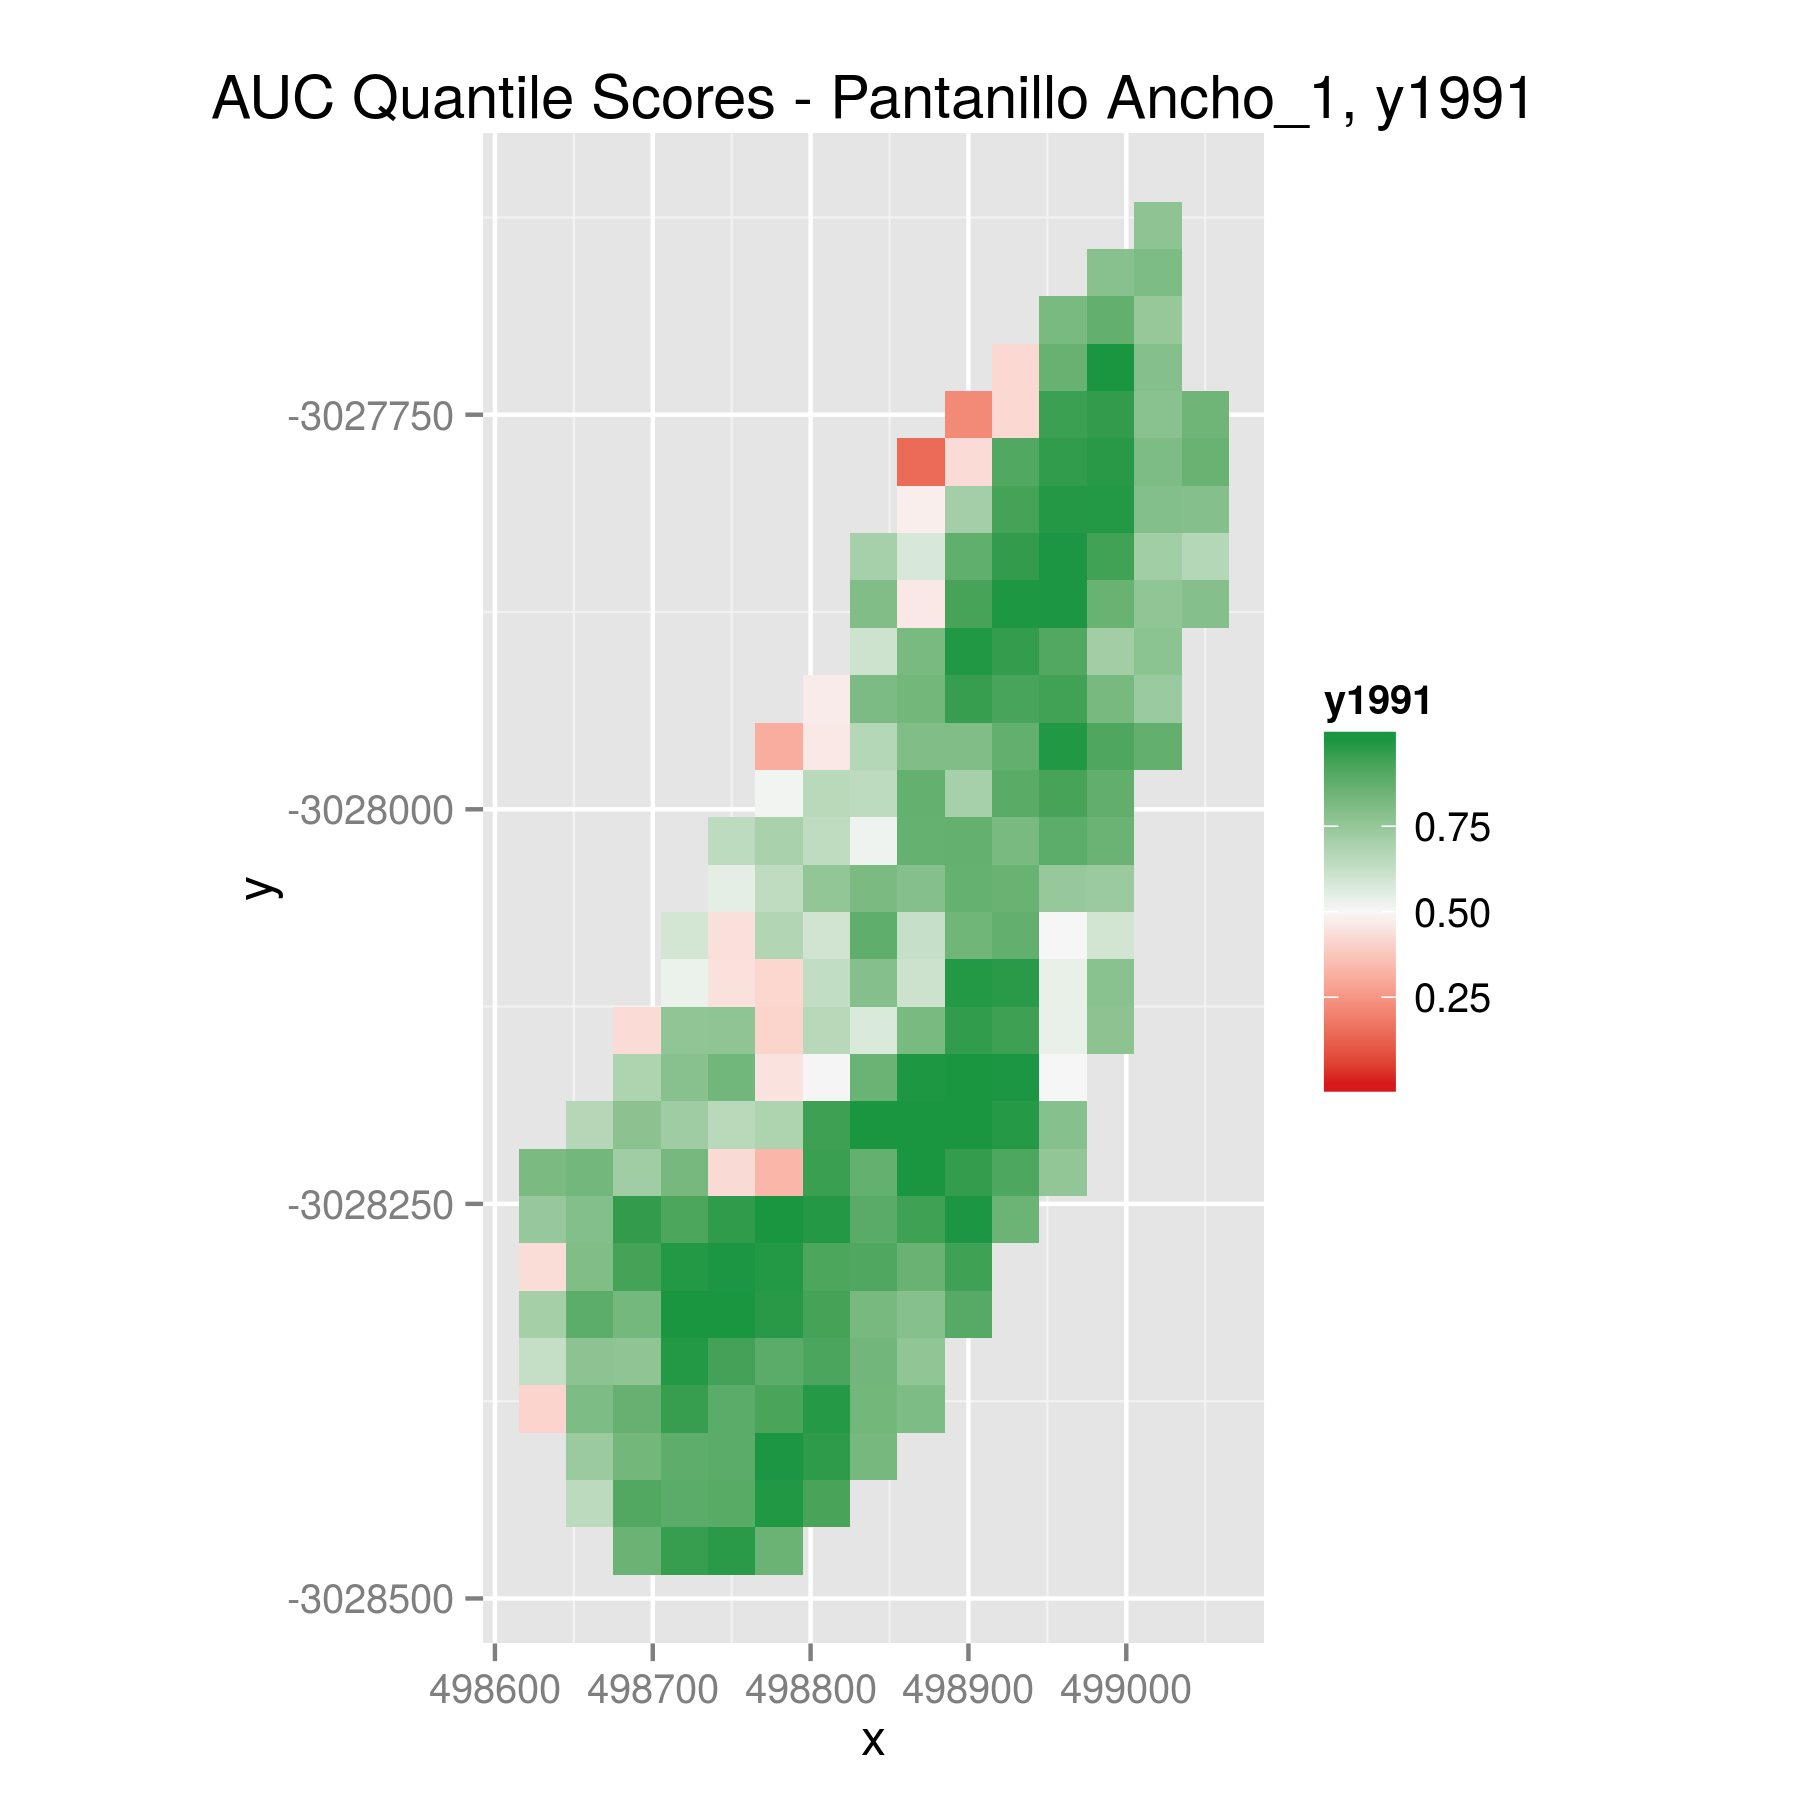 AUC Quantile Scores - Pantanillo Ancho_1, y1991
-3027750
-3028000
-3028250
-3028500
y
498600 498700 498800 498900 499000
x
y1991
0.75
0.50
0.25